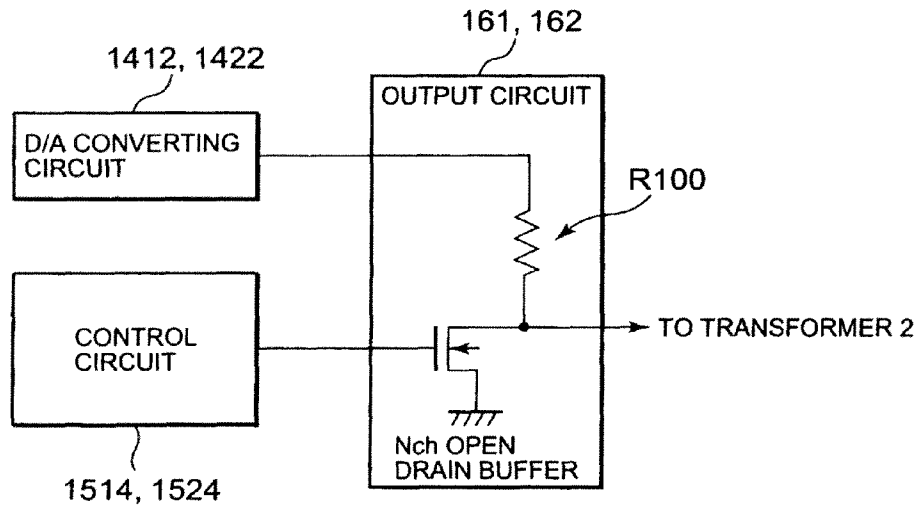 161, 162
1412, 1422
OUTPUT CIRCUIT
D/A CONVERTING
CIRCUIT
R100
TO TRANSFORMER 2
CONTROL
CIRCUIT
Nch OPEN
DRAIN BUFFER
1514, 1524